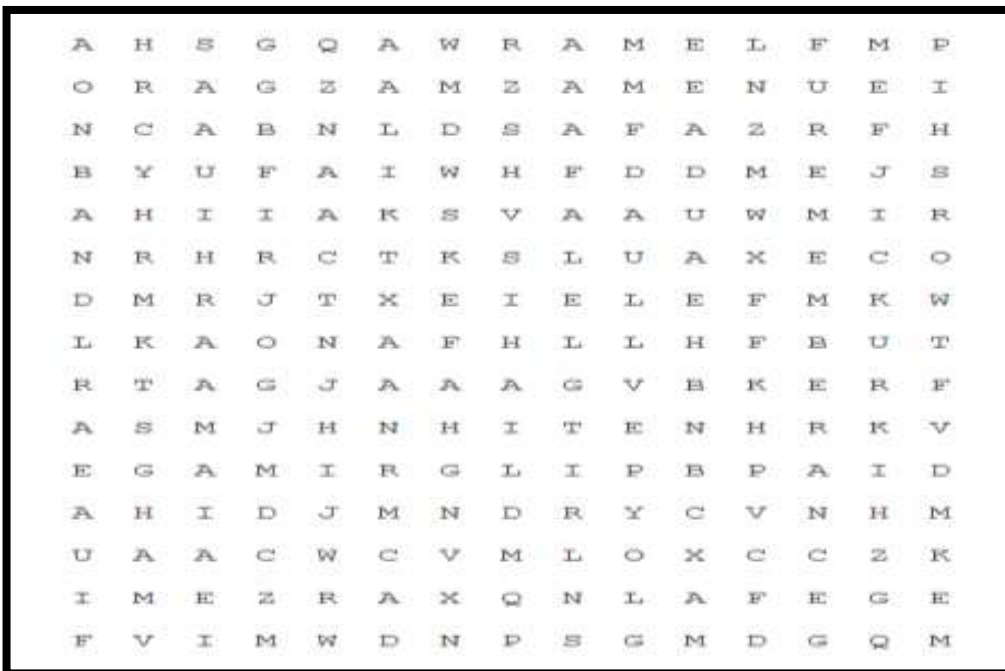 A H S G Q A W R A M E L F M P
O R A G Z A M Z A M E N U E I
N C A B N L D S A F A Z R F H
B Y U F A I W H F D D M E J S
A H I I A K S V A A U W M I R
N R H R C T K S L U A X E C O
D M R J T X E I E L E F M K W
L K A O N A F H L L H F B U T
R T A G J A A A G V B K E R F
A S M J H N H I T E N H R K V
E G A M I R G L I P B P A I D
A H I D J M N D R Y C V N H M
U A A C W C V M L O X C C Z K
I M E Z R A X Q N L A F E G E
F V I M W D N P S G M D G Q M